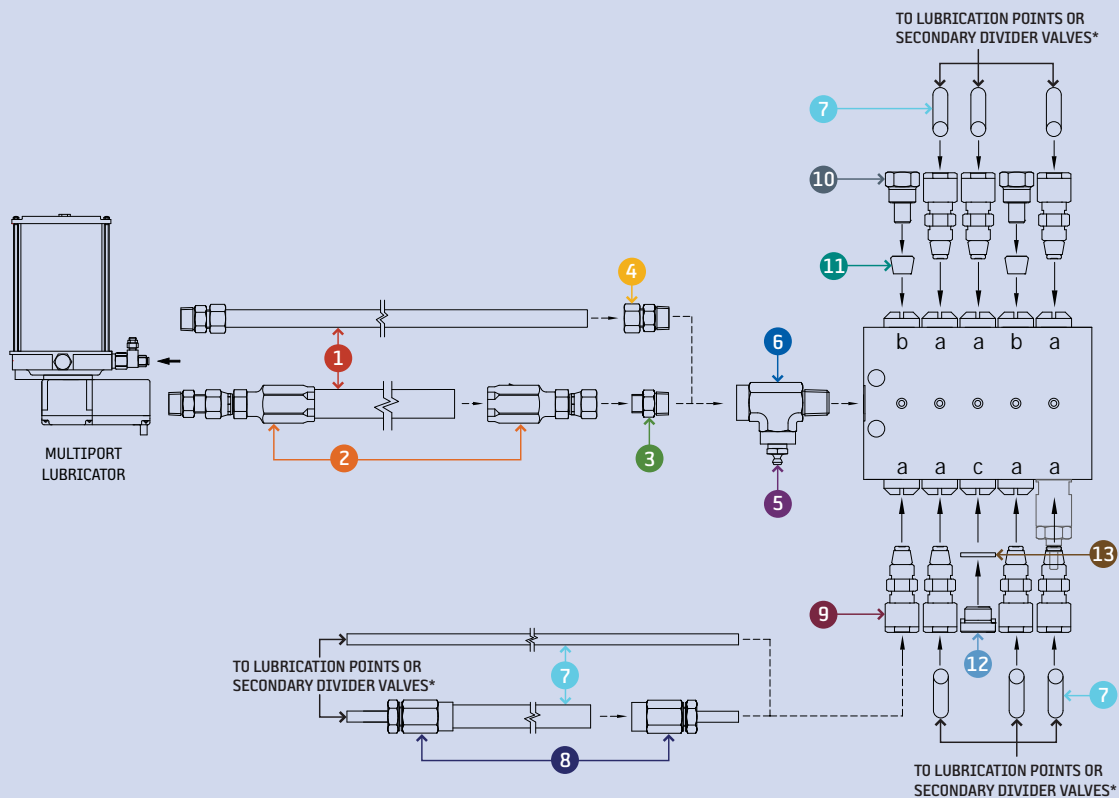 TO LUBRICATION POINTS OR
SECONDARY DIVIDER VALVES*
7
10
11
4
1
6
b a a b a
MULTIPORT
LUBRICATOR
2
3
5
a a c a a
13
9
12
TO LUBRICATION POINTS OR
SECONDARY DIVIDER VALVES*
7
7
8
TO LUBRICATION POINTS OR
SECONDARY DIVIDER VALVES*